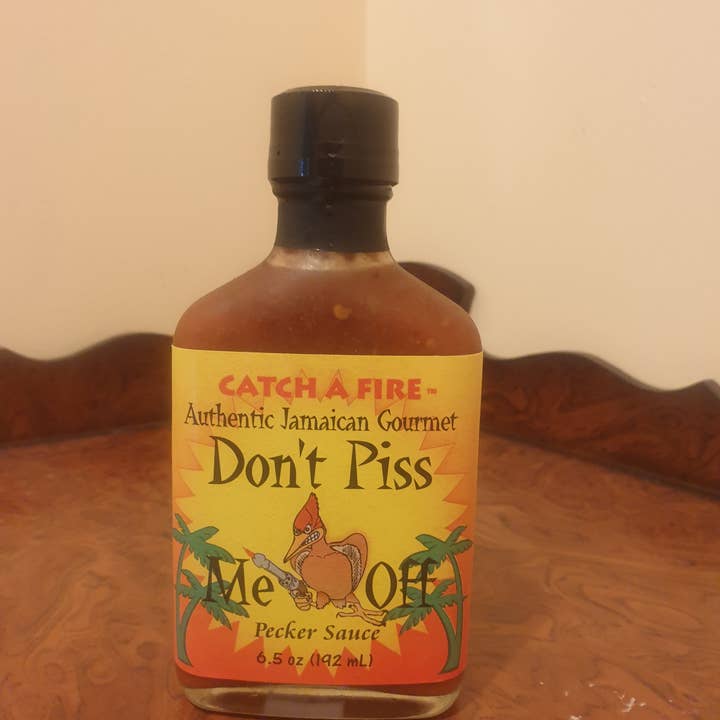 CATCH A FIRE™
Authentic Jamaican Gourmet
Don't Piss
Me Off
Pecker Sauce
6.5 oz (192 mL)